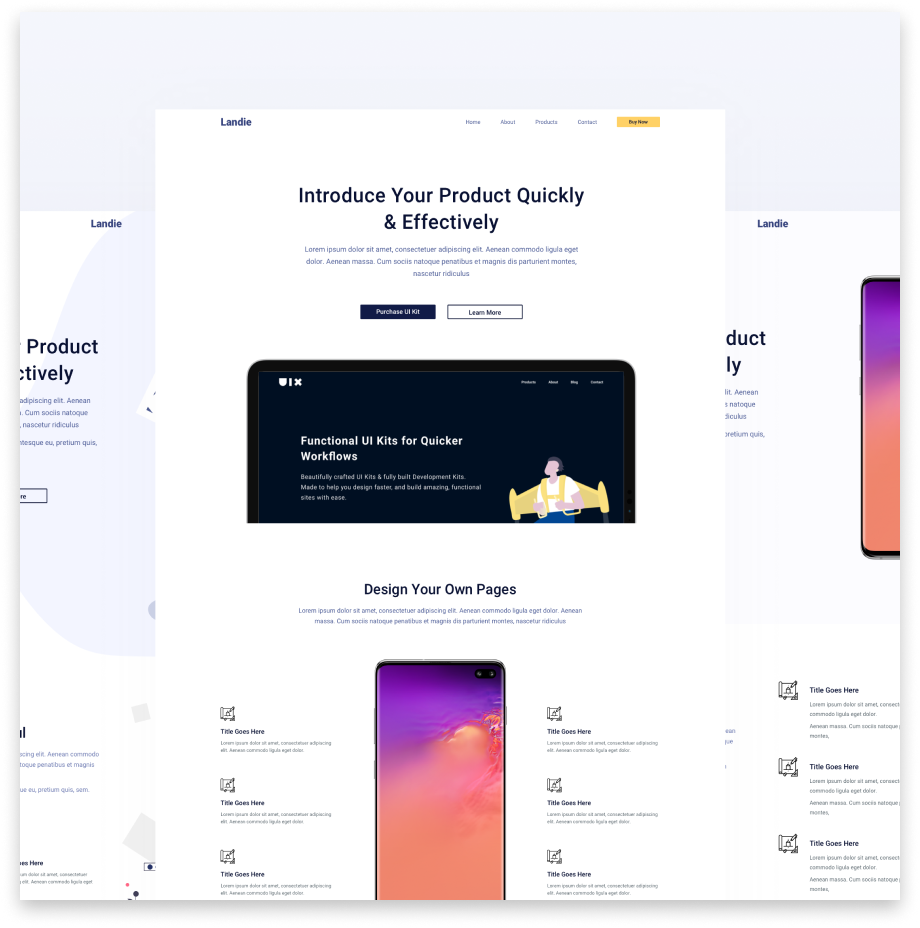 Landie
Home
About
Products
Contact
Buy Now
Introduce Your Product Quickly
& Effectively
Lorem ipsum dolor sit amet, consectetuer adipiscing elit. Aenean commodo ligula eget
dolor. Aenean massa. Cum sociis natoque penatibus et magnis dis parturient montes,
nascetur ridiculus
Purchase UI Kit
Learn More
UIX
Products
About
Blog
Contact
Functional UI Kits for Quicker
Workflows
Beautifully crafted UI Kits & fully built Development Kits.
Made to help you design faster, and build amazing, functional
sites with ease.
Design Your Own Pages
Lorem ipsum dolor sit amet, consectetuer adipiscing elit. Aenean commodo ligula eget dolor. Aenean
massa. Cum sociis natoque penatibus et magnis dis parturient montes, nascetur ridiculus
Title Goes Here
Lorem ipsum dolor sit amet, consectetuer adipiscing
elit. Aenean commodo ligula eget dolor.
Title Goes Here
Lorem ipsum dolor sit amet, consectetuer adipiscing
elit. Aenean commodo ligula eget dolor.
Title Goes Here
Lorem ipsum dolor sit amet, consectetuer adipiscing
elit. Aenean commodo ligula eget dolor.
Title Goes Here
Lorem ipsum dolor sit amet, consectetuer adipiscing
elit. Aenean commodo ligula eget dolor.
Title Goes Here
Lorem ipsum dolor sit amet, consectetuer adipiscing
elit. Aenean commodo ligula eget dolor.
Title Goes Here
Lorem ipsum dolor sit amet, consectetuer adipiscing
elit. Aenean commodo ligula eget dolor.
Landie
Product
ctively
adipiscing elit. Aenean
. Cum sociis natoque
, nascetur ridiculus
ntesque eu, pretium quis,
re
ul
scing elit. Aenean commodo
toque penatibus et magnis
ue eu, pretium quis, sem.
oes Here
um dolor sit amet, consectetuer
elit. Aenean commodo ligula eget
Landie
duct
ly
lit. Aenean
s natoque
diculus
pretium quis,
ean
que
Title Goes Here
Lorem ipsum dolor sit amet, consect
commodo ligula eget dolor.
Aenean massa. Cum sociis natoque p
montes,
Title Goes Here
Lorem ipsum dolor sit amet, consect
commodo ligula eget dolor.
Aenean massa. Cum sociis natoque p
montes,
Title Goes Here
Lorem ipsum dolor sit amet, consect
commodo ligula eget dolor.
Aenean massa. Cum sociis natoque p
montes,